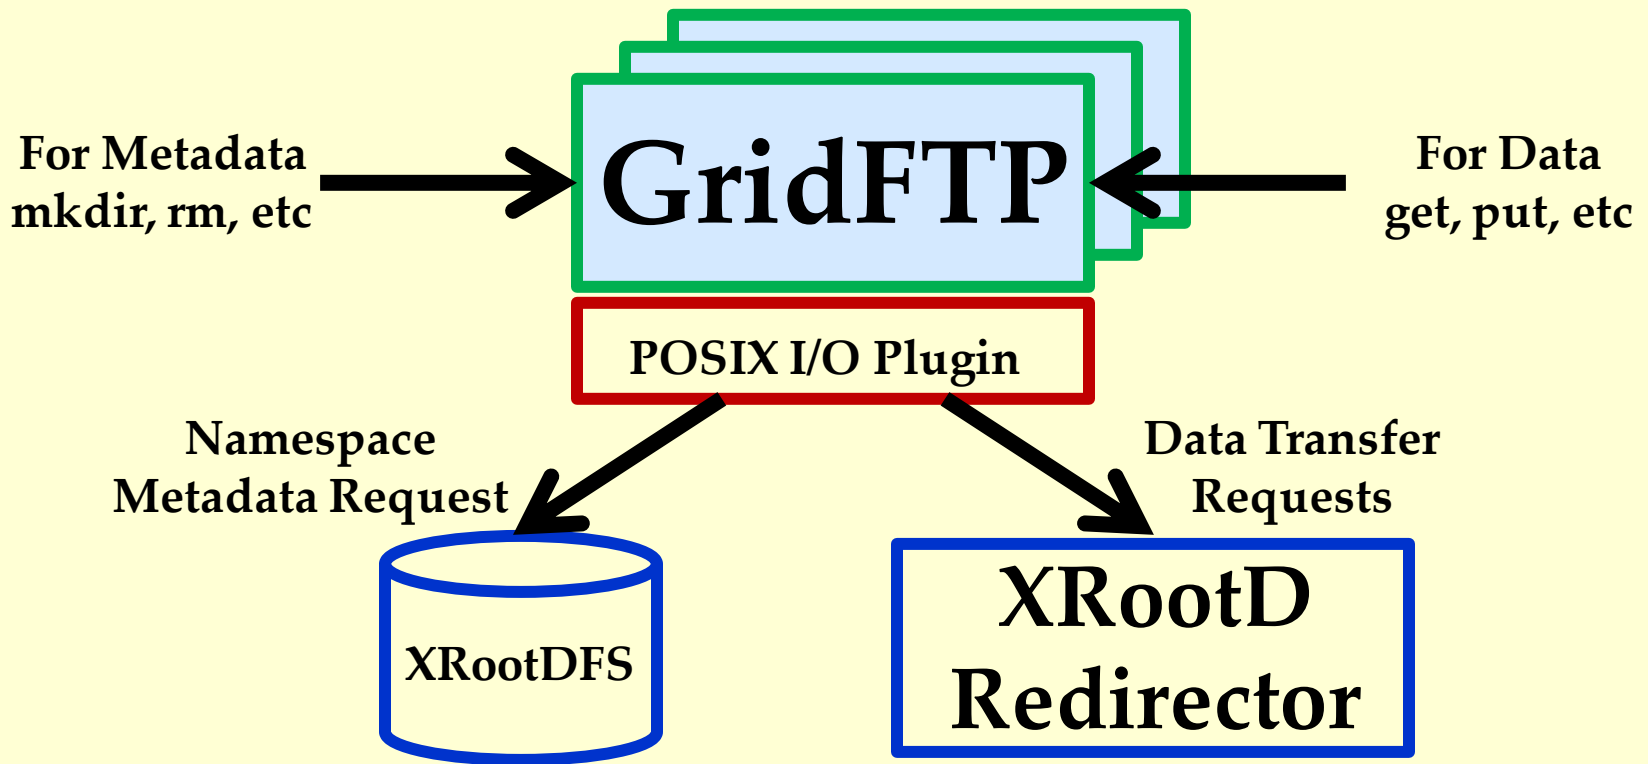 GridFTP
For Metadata
mkdir, rm, etc
For Data
get, put, etc
POSIX I/O Plugin
Namespace
Metadata Request
Data Transfer
Requests
XRootDFS
XRootD
Redirector